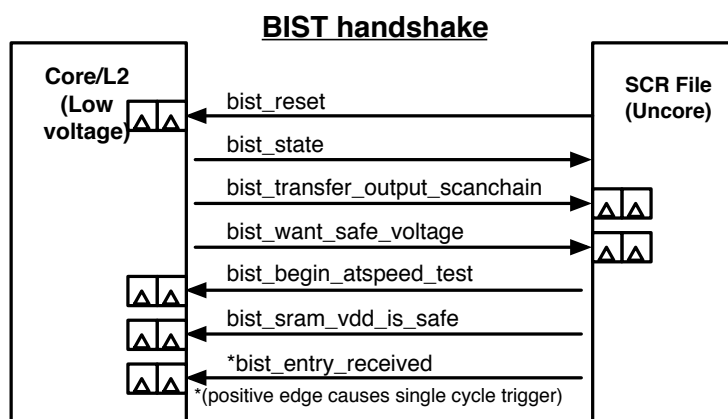 BIST handshake
Core/L2
(Low
voltage)
SCR File
(Uncore)
bist_reset
bist_state
bist_transfer_output_scanchain
bist_want_safe_voltage
bist_begin_atspeed_test
bist_sram_vdd_is_safe
*bist_entry_received
*(positive edge causes single cycle trigger)